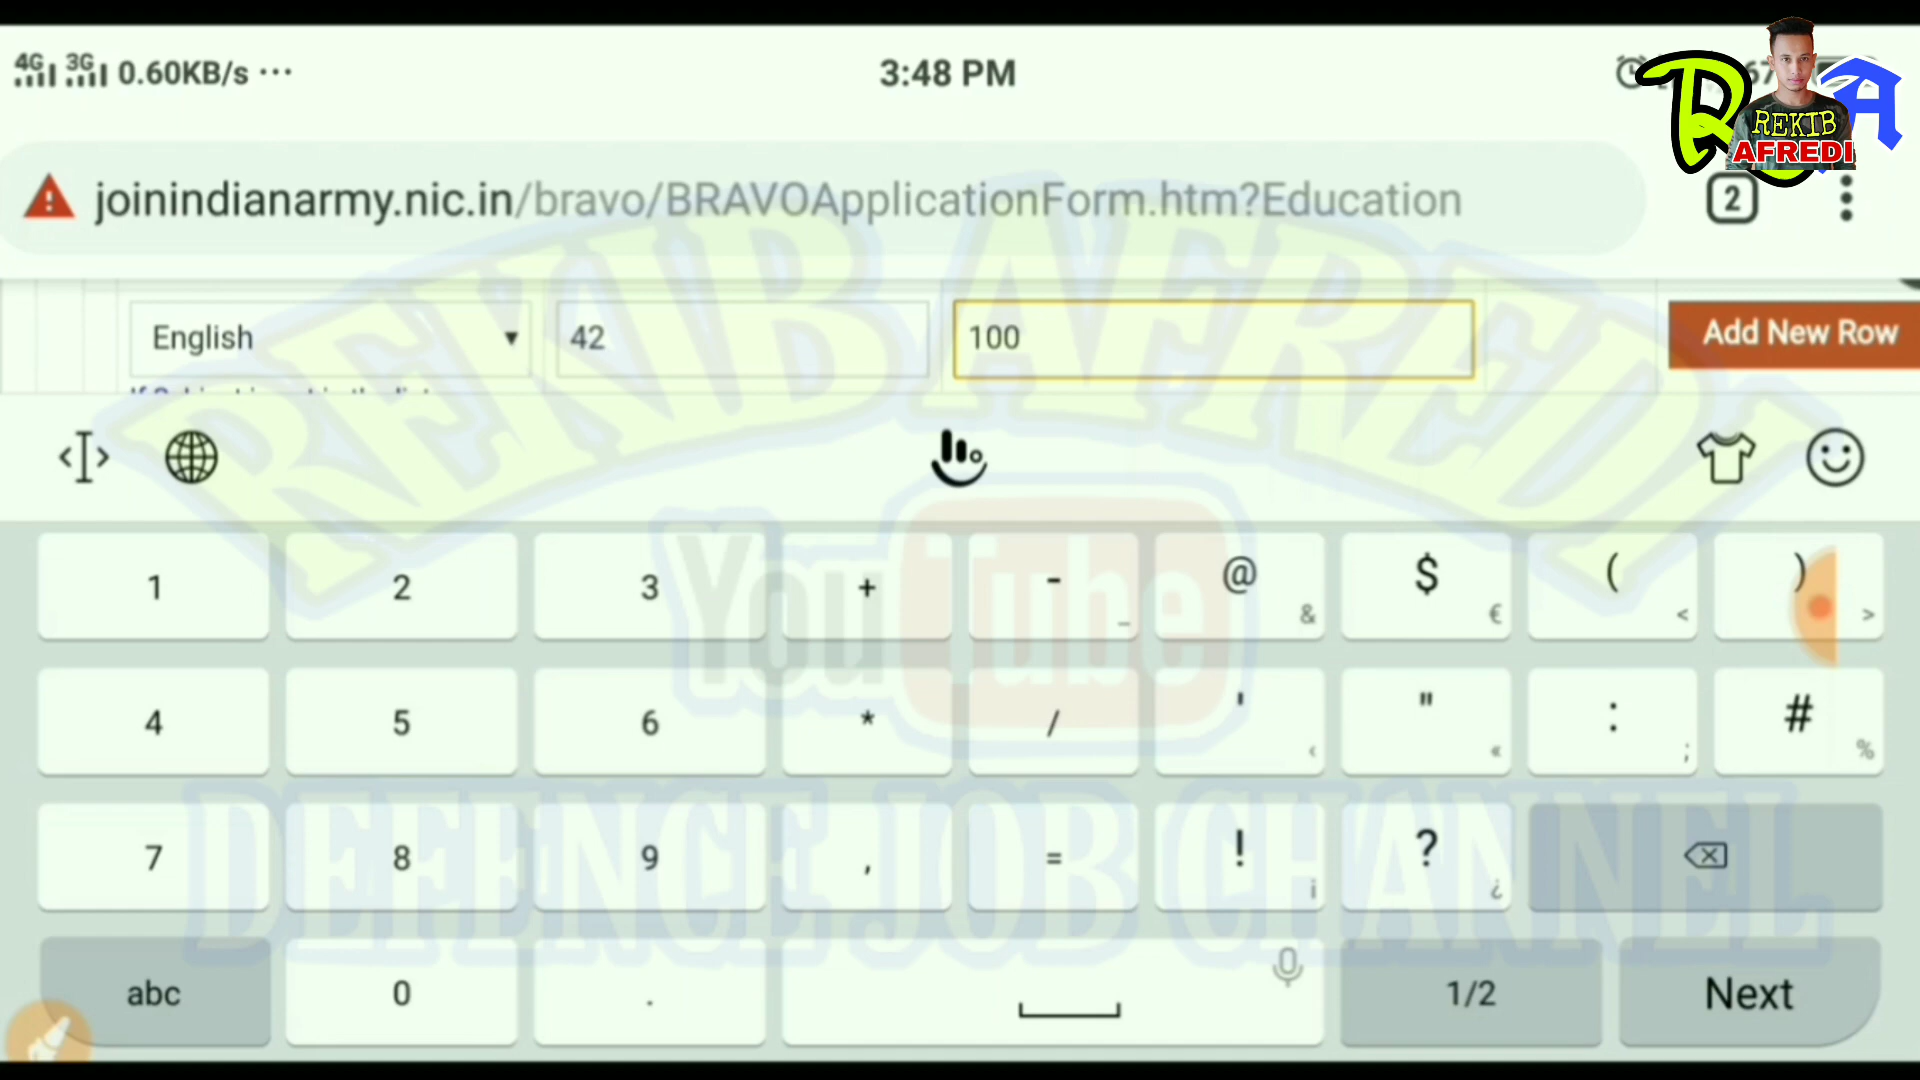 4G 3G 0.60KB/s ...
3:48 PM
REKIB
AFREDI
joinindianarmy.nic.in/bravo/BRAVOApplicationForm.htm?Education
2
English
42
100
Add New Row
REKIB AFREDI
YouTube
DEFENCE JOB CHANNEL
1 2 3 + - _ @ & $ € ( < ) >
4 5 6 * / ' ‹ " « : ; # %
7 8 9 , = ! ¡ ? ¿
abc 0 . 1/2 Next